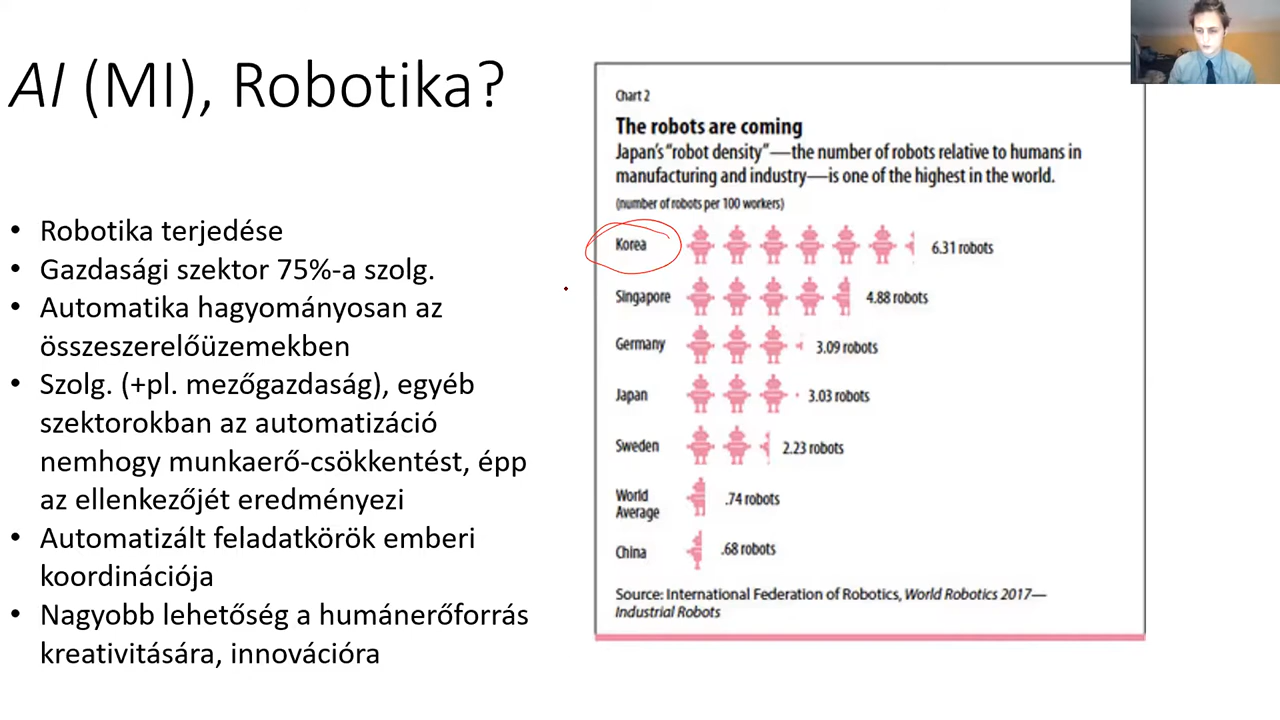 AI (MI), Robotika?
• Robotika terjedése
• Gazdasági szektor 75%-a szolg.
• Automatika hagyományosan az
összeszerelőüzemekben
• Szolg. (+pl. mezőgazdaság), egyéb
szektorokban az automatizáció
nemhogy munkaerő-csökkentést, épp
az ellenkezőjét eredményezi
• Automatizált feladatkörök emberi
koordinációja
• Nagyobb lehetőség a humánerőforrás
kreativitására, innovációra
Chart 2
The robots are coming
Japan's "robot density"—the number of robots relative to humans in
manufacturing and industry—is one of the highest in the world.
(number of robots per 100 workers)
Korea 6.31 robots
Singapore 4.88 robots
Germany 3.09 robots
Japan 3.03 robots
Sweden 2.23 robots
World
Average .74 robots
China .68 robots
Source: International Federation of Robotics, World Robotics 2017—
Industrial Robots